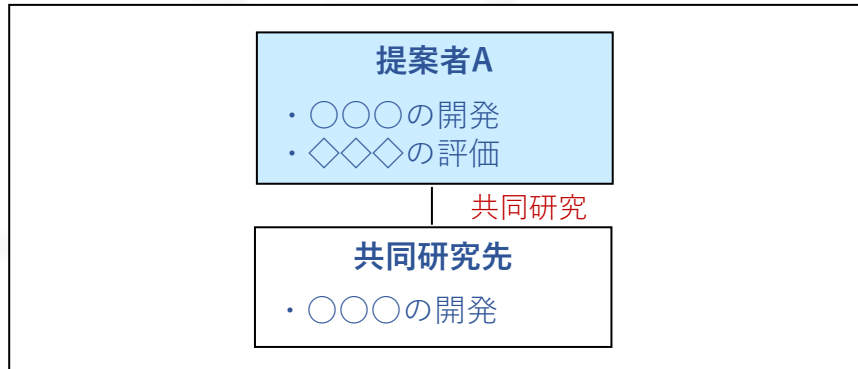 提案者A
・○○○の開発
・◇◇◇の評価
共同研究
共同研究先
・○○○の開発